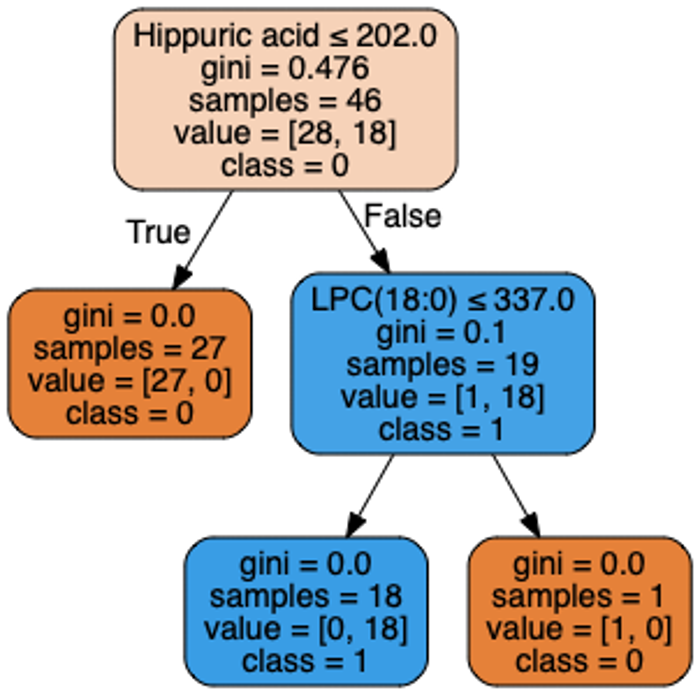 Hippuric acid ≤ 202.0
gini = 0.476
samples = 46
value = [28, 18]
class = 0
True
False
gini = 0.0
samples = 27
value = [27, 0]
class = 0
LPC(18:0) ≤ 337.0
gini = 0.1
samples = 19
value = [1, 18]
class = 1
gini = 0.0
samples = 18
value = [0, 18]
class = 1
gini = 0.0
samples = 1
value = [1, 0]
class = 0